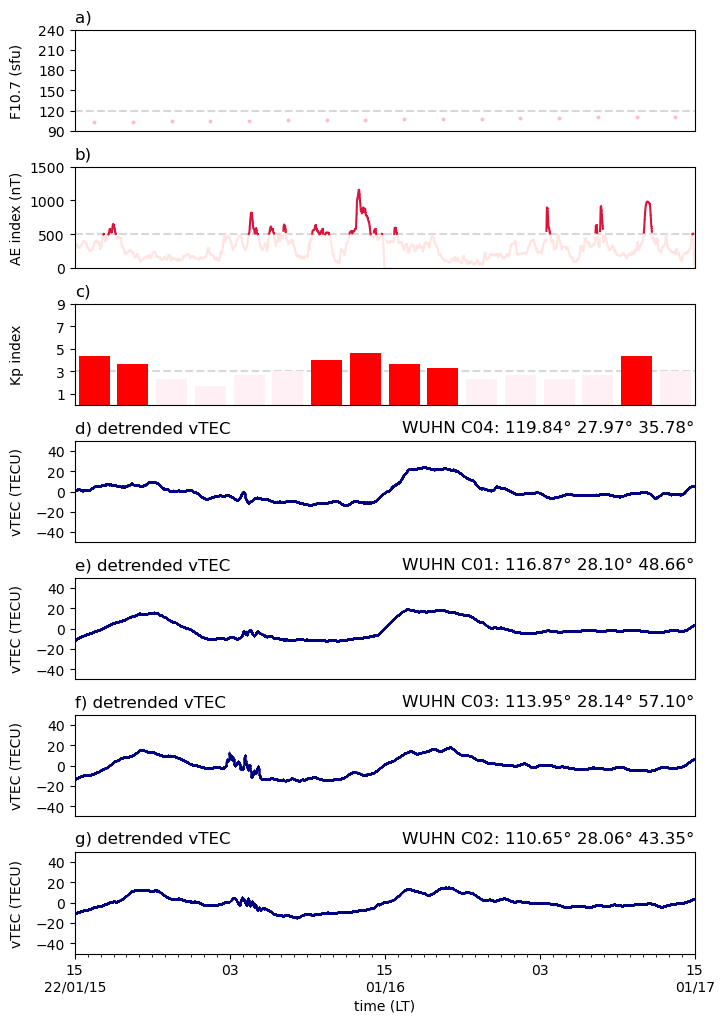 a)
240
210
180
150
120
90
F10.7 (sfu)
b)
1500
1000
500
0
AE index (nT)
c)
9
7
5
3
1
Kp index
d) detrended vTEC
WUHN C04: 119.84° 27.97° 35.78°
40
20
0
−20
−40
vTEC (TECU)
e) detrended vTEC
WUHN C01: 116.87° 28.10° 48.66°
40
20
0
−20
−40
vTEC (TECU)
f) detrended vTEC
WUHN C03: 113.95° 28.14° 57.10°
40
20
0
−20
−40
vTEC (TECU)
g) detrended vTEC
WUHN C02: 110.65° 28.06° 43.35°
40
20
0
−20
−40
vTEC (TECU)
15 03 15 03 15
22/01/15 01/16 01/17
time (LT)